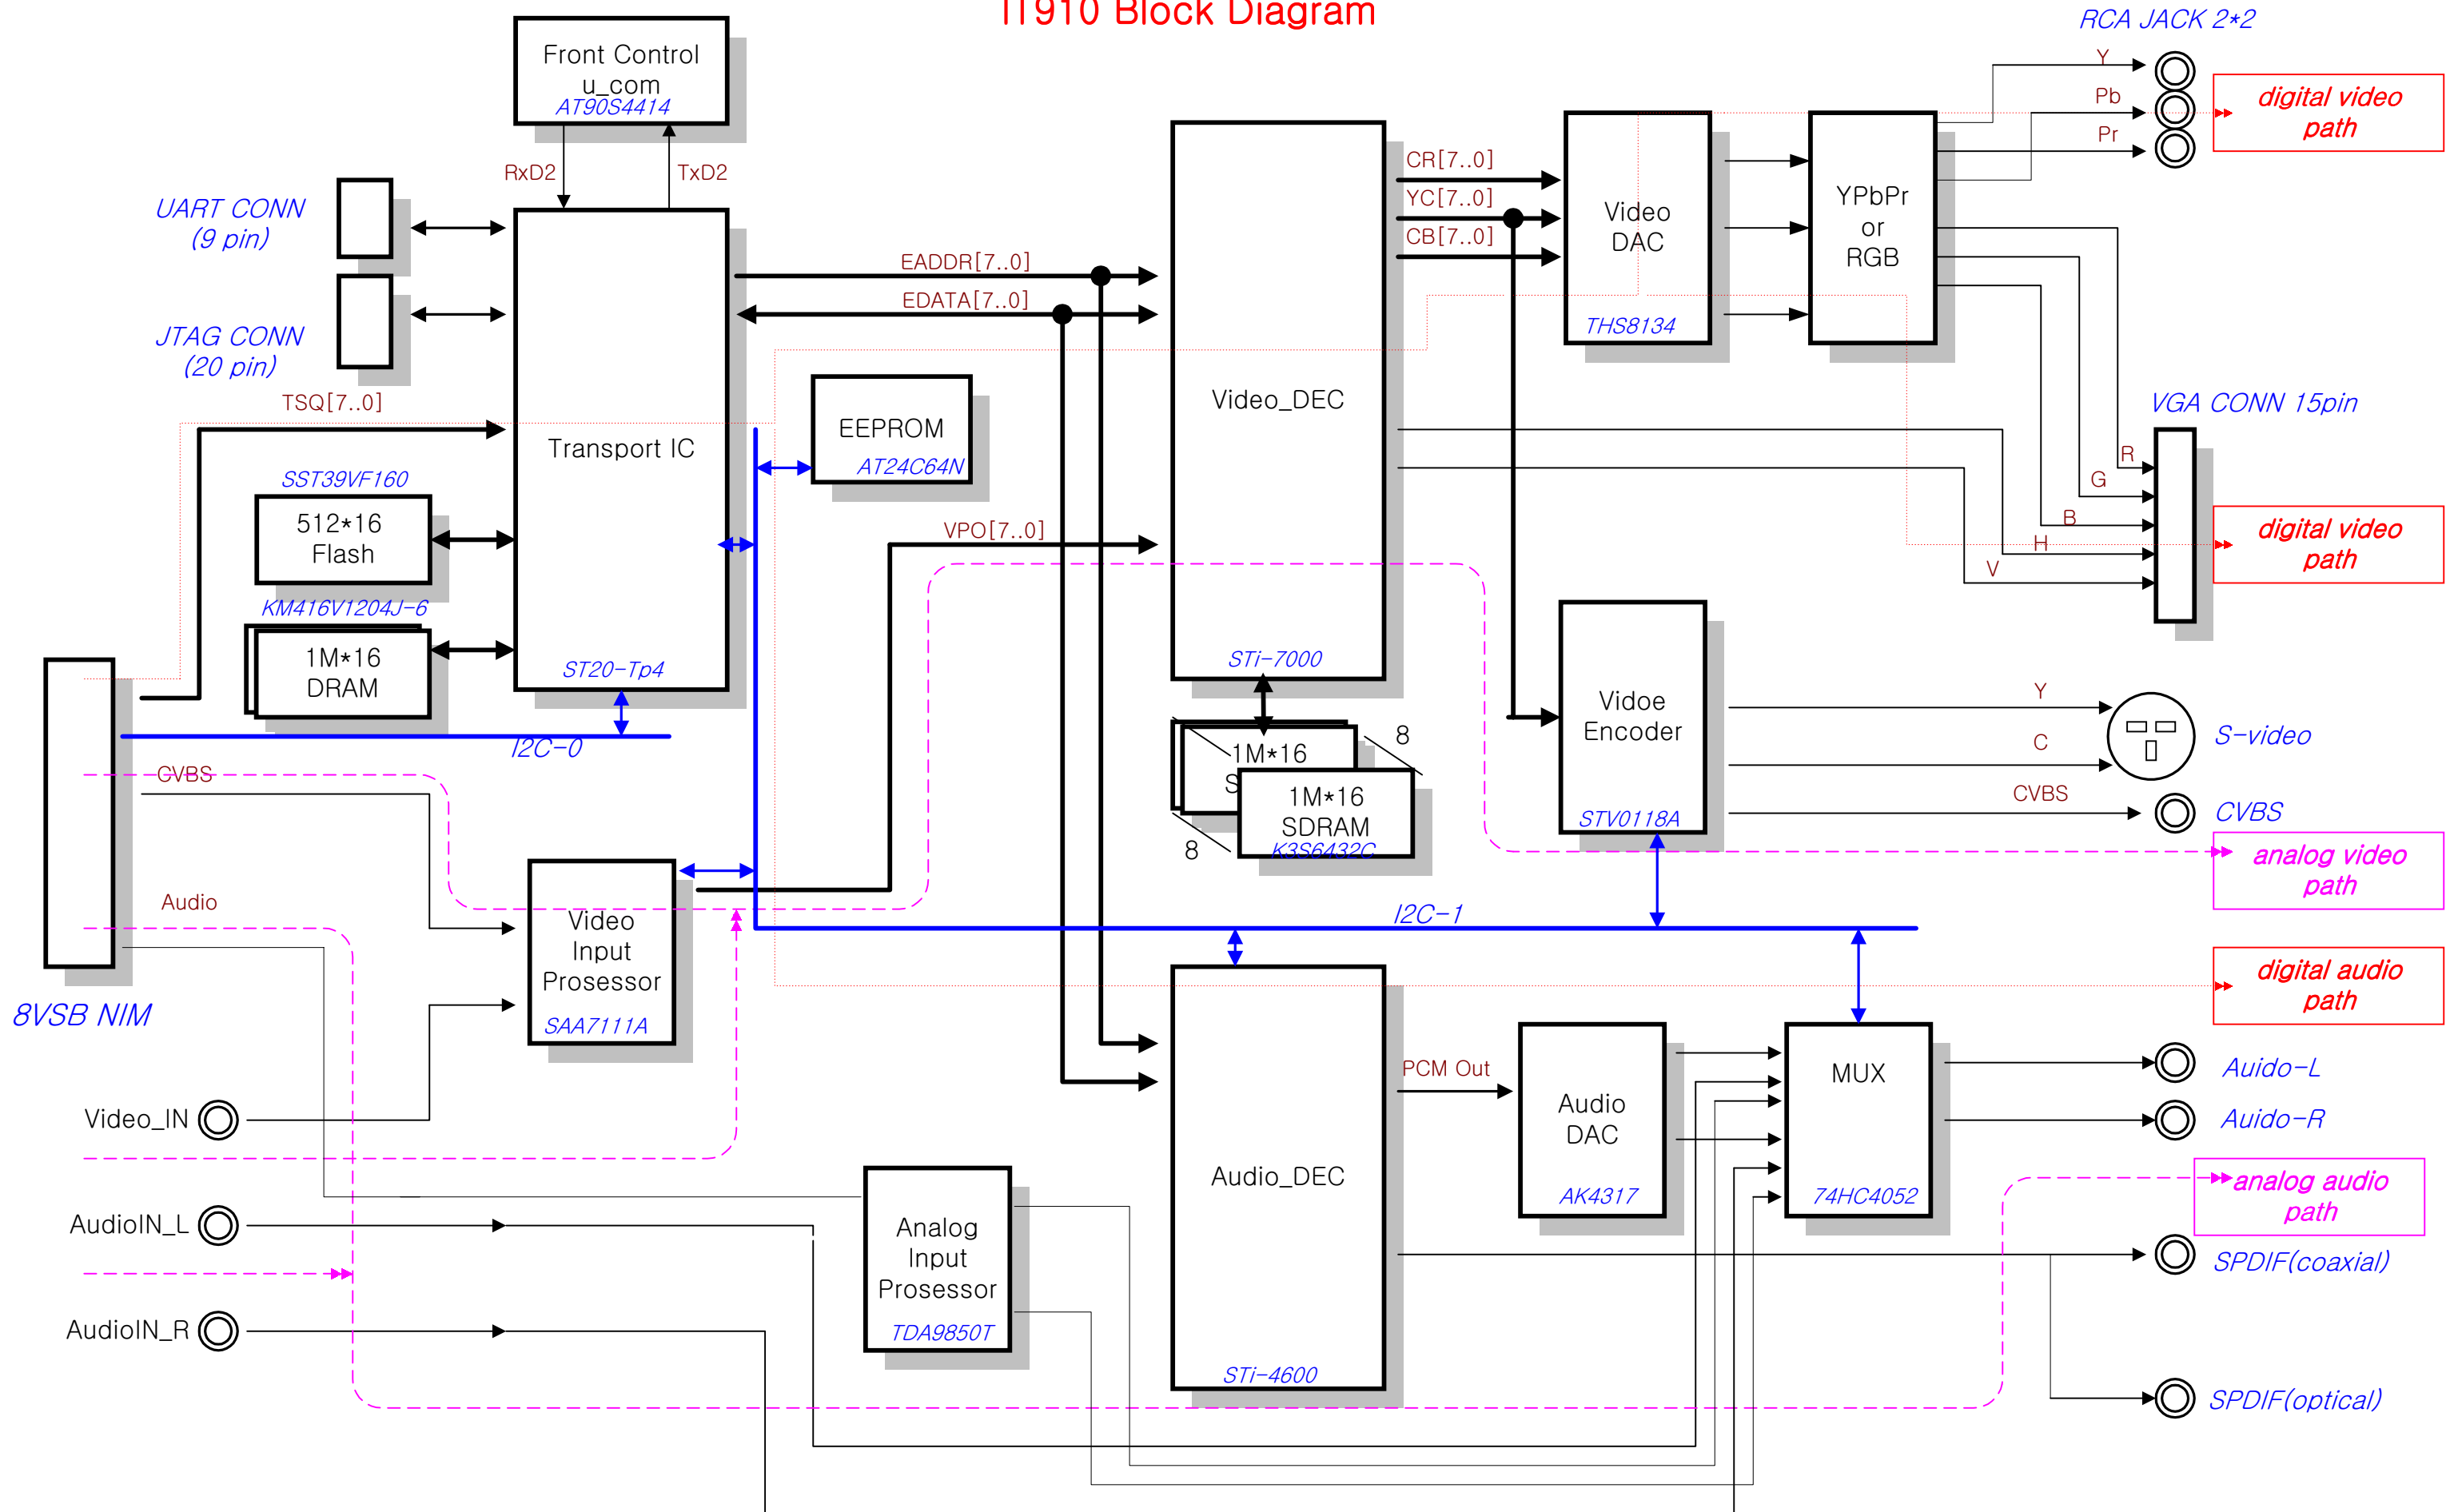 IT910 Block Diagram
RCA JACK 2*2
Front Control
u_com
AT90S4414
Y
Pb
Pr
digital video
path
RxD2
TxD2
UART CONN
(9 pin)
JTAG CONN
(20 pin)
EADDR[7..0]
EDATA[7..0]
CR[7..0]
YC[7..0]
CB[7..0]
Video
DAC
THS8134
YPbPr
or
RGB
TSQ[7..0]
Transport IC
ST20-Tp4
EEPROM
AT24C64N
Video_DEC
STi-7000
VGA CONN 15pin
R
G
B
H
V
digital video
path
SST39VF160
512*16
Flash
KM416V1204J-6
1M*16
DRAM
VPO[7..0]
I2C-0
CVBS
Audio
8VSB NIM
1M*16
S
8
1M*16
SDRAM
K3S6432C
8
Vidoe
Encoder
STV0118A
Y
C
CVBS
S-video
CVBS
analog video
path
Video
Input
Prosessor
SAA7111A
I2C-1
digital audio
path
Video_IN
AudioIN_L
AudioIN_R
Analog
Input
Prosessor
TDA9850T
Audio_DEC
STi-4600
PCM Out
Audio
DAC
AK4317
MUX
74HC4052
Auido-L
Auido-R
analog audio
path
SPDIF(coaxial)
SPDIF(optical)